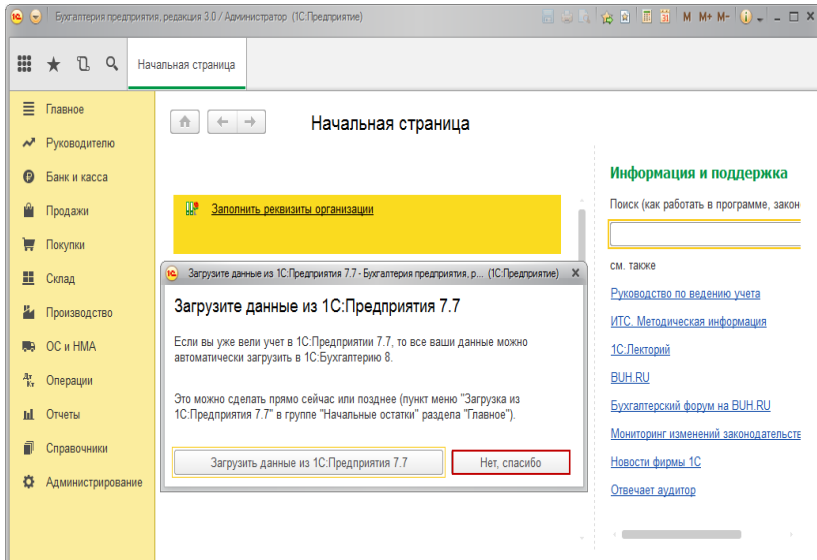 Бухгалтерия предприятия, редакция 3.0 / Администратор (1С:Предприятие)
M M+ M-
Начальная страница
Главное
Руководителю
Банк и касса
Продажи
Покупки
Склад
Производство
ОС и НМА
Операции
Отчеты
Справочники
Администрирование
Начальная страница
Заполнить реквизиты организации
Информация и поддержка
Поиск (как работать в программе, закон
см. также
Руководство по ведению учета
ИТС. Методическая информация
1С:Лекторий
BUH.RU
Бухгалтерский форум на BUH.RU
Мониторинг изменений законодательств
Новости фирмы 1С
Отвечает аудитор
Загрузите данные из 1С:Предприятия 7.7 - Бухгалтерия предприятия, р... (1С:Предприятие)
Загрузите данные из 1С:Предприятия 7.7
Если вы уже вели учет в 1С:Предприятии 7.7, то все ваши данные можно
автоматически загрузить в 1С:Бухгалтерию 8.
Это можно сделать прямо сейчас или позднее (пункт меню "Загрузка из
1С:Предприятия 7.7" в группе "Начальные остатки" раздела "Главное").
Загрузить данные из 1С:Предприятия 7.7
Нет, спасибо